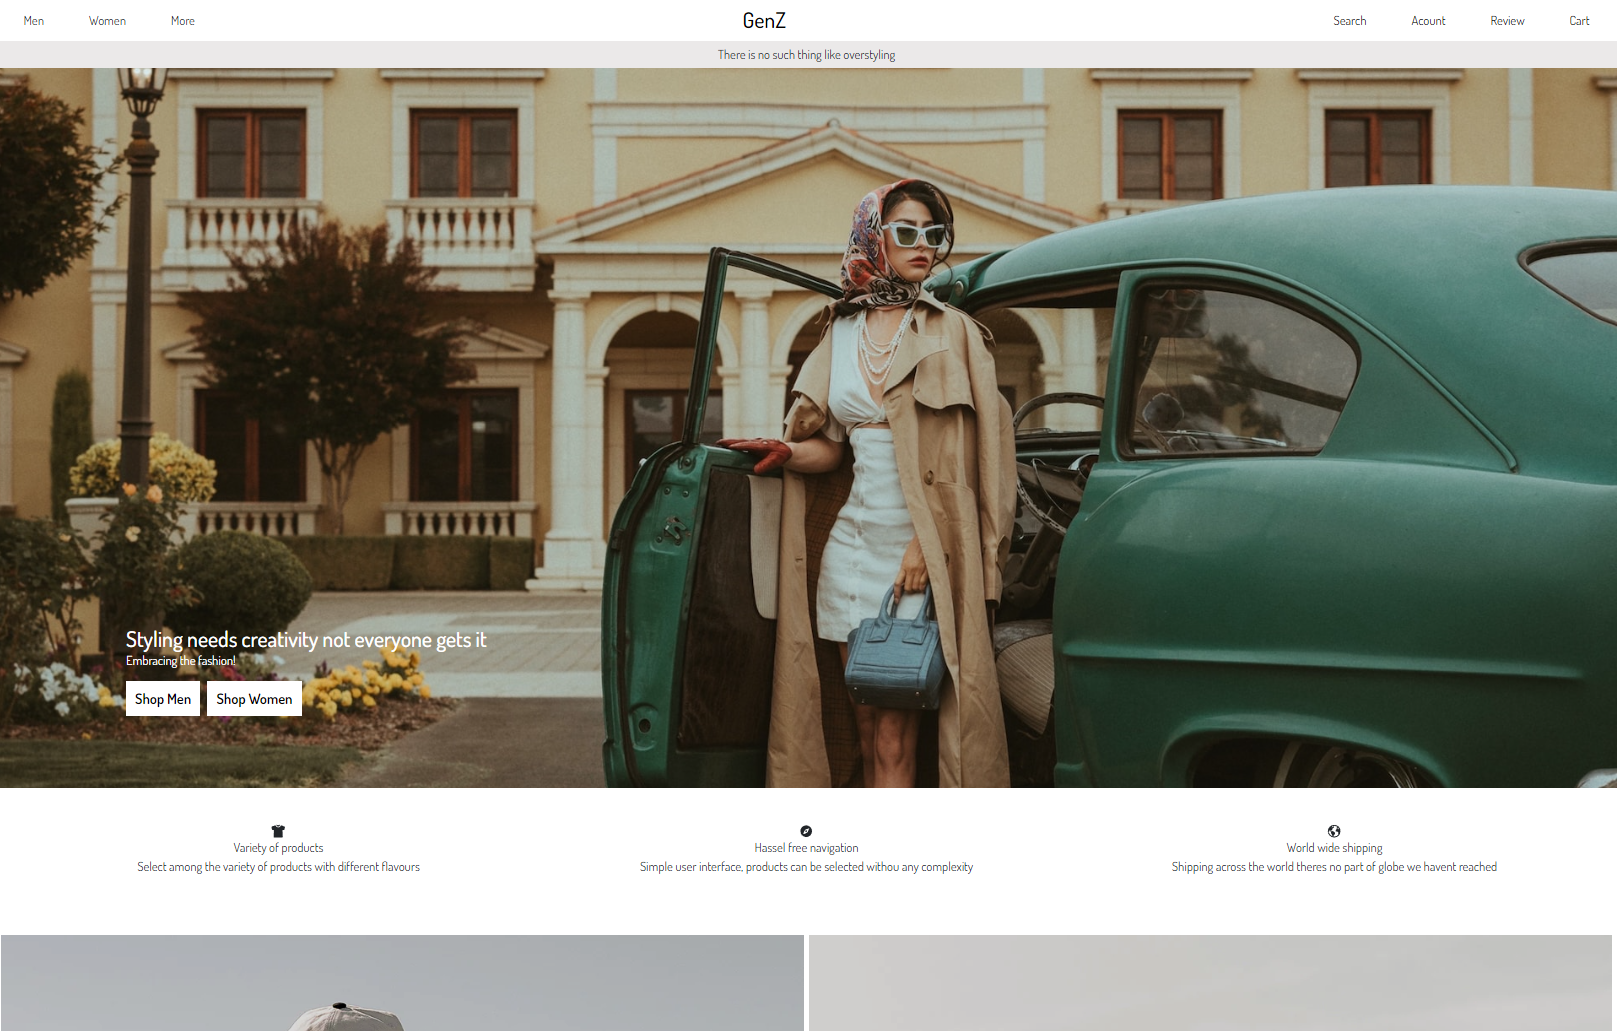 Men Women More GenZ Search Acount Review Cart
There is no such thing like overstyling
Styling needs creativity not everyone gets it
Embracing the fashion!
Shop Men Shop Women
Variety of products
Select among the variety of products with different flavours
Hassel free navigation
Simple user interface, products can be selected withou any complexity
World wide shipping
Shipping across the world theres no part of globe we havent reached